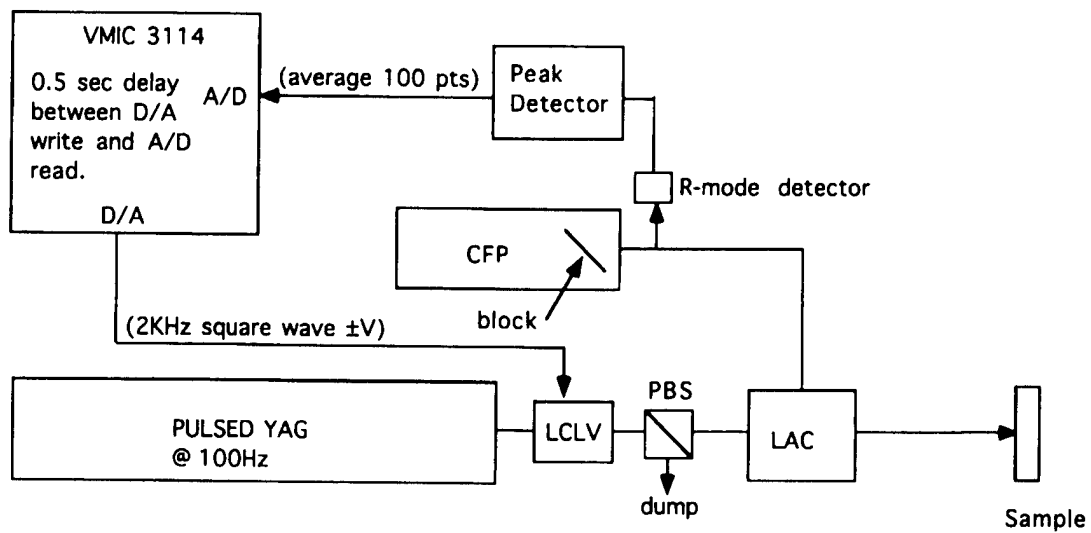 VMIC 3114
0.5 sec delay
between D/A
write and A/D
read.
A/D
D/A
(average 100 pts)
Peak
Detector
R-mode detector
CFP
block
(2KHz square wave ±V)
PULSED YAG
@ 100Hz
LCLV
PBS
dump
LAC
Sample